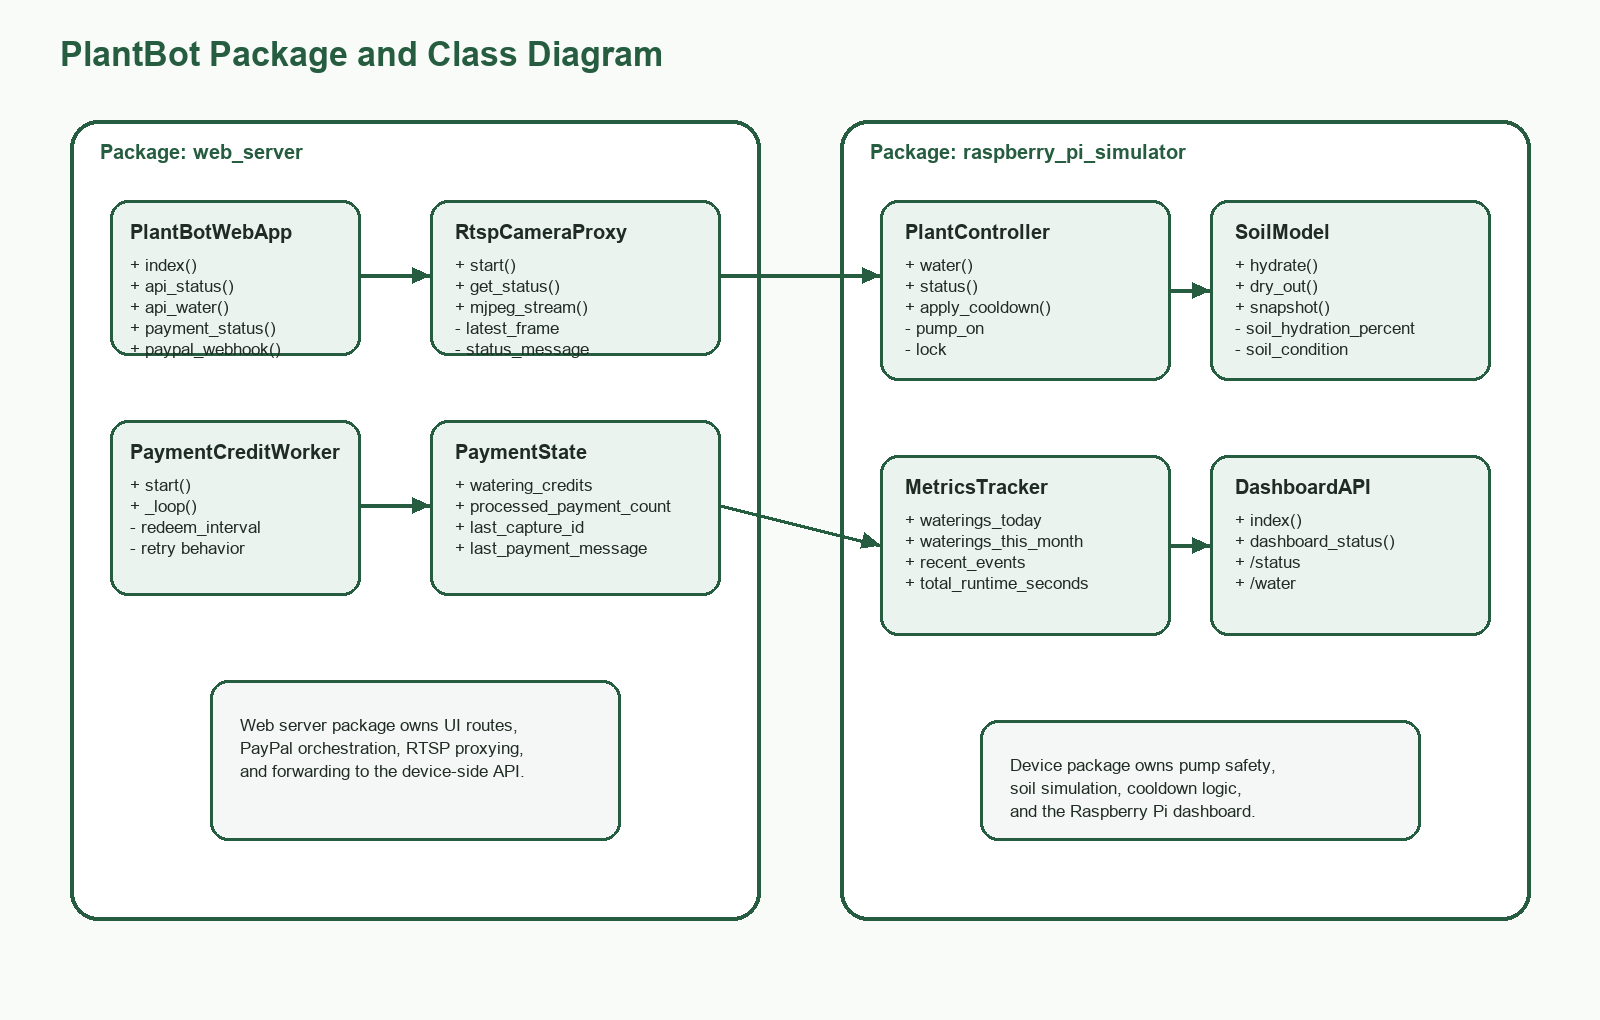 PlantBot Package and Class Diagram
Package: web_server
PlantBotWebApp
+ index()
+ api_status()
+ api_water()
+ payment_status()
+ paypal_webhook()
RtspCameraProxy
+ start()
+ get_status()
+ mjpeg_stream()
- latest_frame
- status_message
PaymentCreditWorker
+ start()
+ _loop()
- redeem_interval
- retry behavior
PaymentState
+ watering_credits
+ processed_payment_count
+ last_capture_id
+ last_payment_message
Web server package owns UI routes,
PayPal orchestration, RTSP proxying,
and forwarding to the device-side API.
Package: raspberry_pi_simulator
PlantController
+ water()
+ status()
+ apply_cooldown()
- pump_on
- lock
SoilModel
+ hydrate()
+ dry_out()
+ snapshot()
- soil_hydration_percent
- soil_condition
MetricsTracker
+ waterings_today
+ waterings_this_month
+ recent_events
+ total_runtime_seconds
DashboardAPI
+ index()
+ dashboard_status()
+ /status
+ /water
Device package owns pump safety,
soil simulation, cooldown logic,
and the Raspberry Pi dashboard.